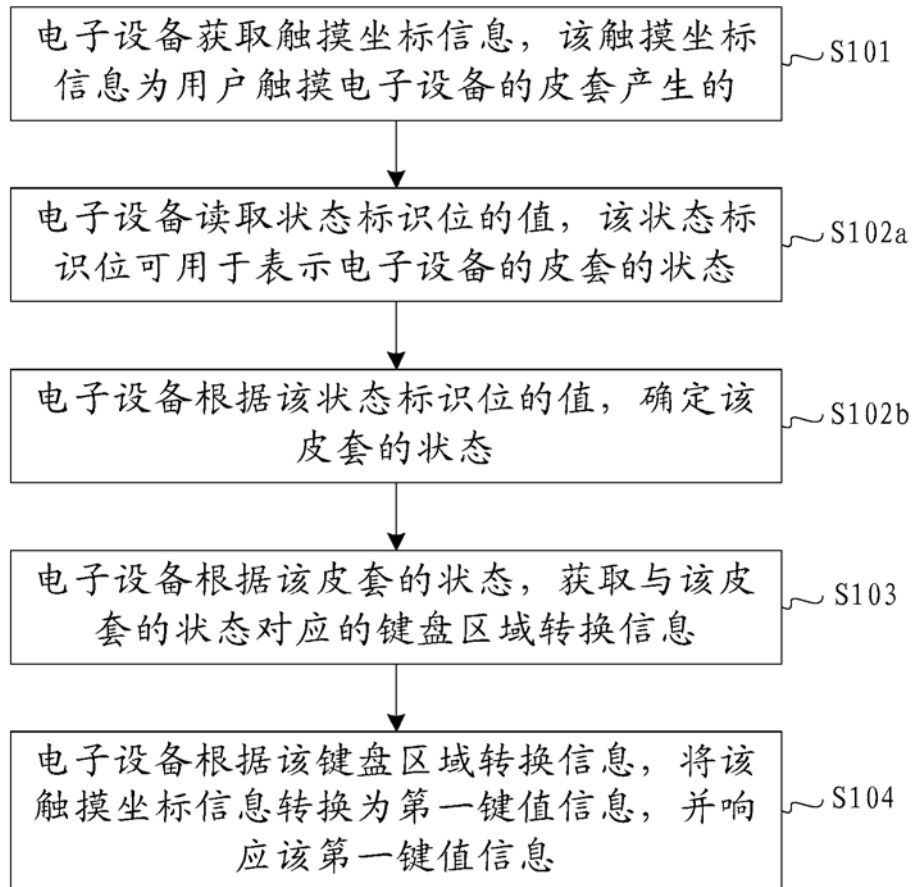 电子设备获取触摸坐标信息，该触摸坐标
信息为用户触摸电子设备的皮套产生的
S101
电子设备读取状态标识位的值，该状态标
识位可用于表示电子设备的皮套的状态
S102a
电子设备根据该状态标识位的值，确定该
皮套的状态
S102b
电子设备根据该皮套的状态，获取与该皮
套的状态对应的键盘区域转换信息
S103
电子设备根据该键盘区域转换信息，将该
触摸坐标信息转换为第一键值信息，并响
应该第一键值信息
S104